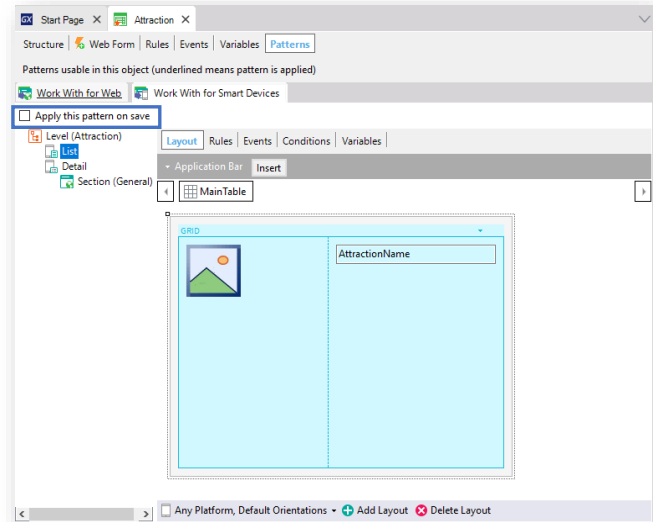 GX Start Page X Attraction X
Structure Web Form Rules Events Variables Patterns
Patterns usable in this object (underlined means pattern is applied)
Work With for Web Work With for Smart Devices
Apply this pattern on save
Level (Attraction)
List
Detail
Section (General)
Layout Rules Events Conditions Variables
Application Bar Insert
MainTable
GRID
AttractionName
Any Platform, Default Orientations Add Layout Delete Layout